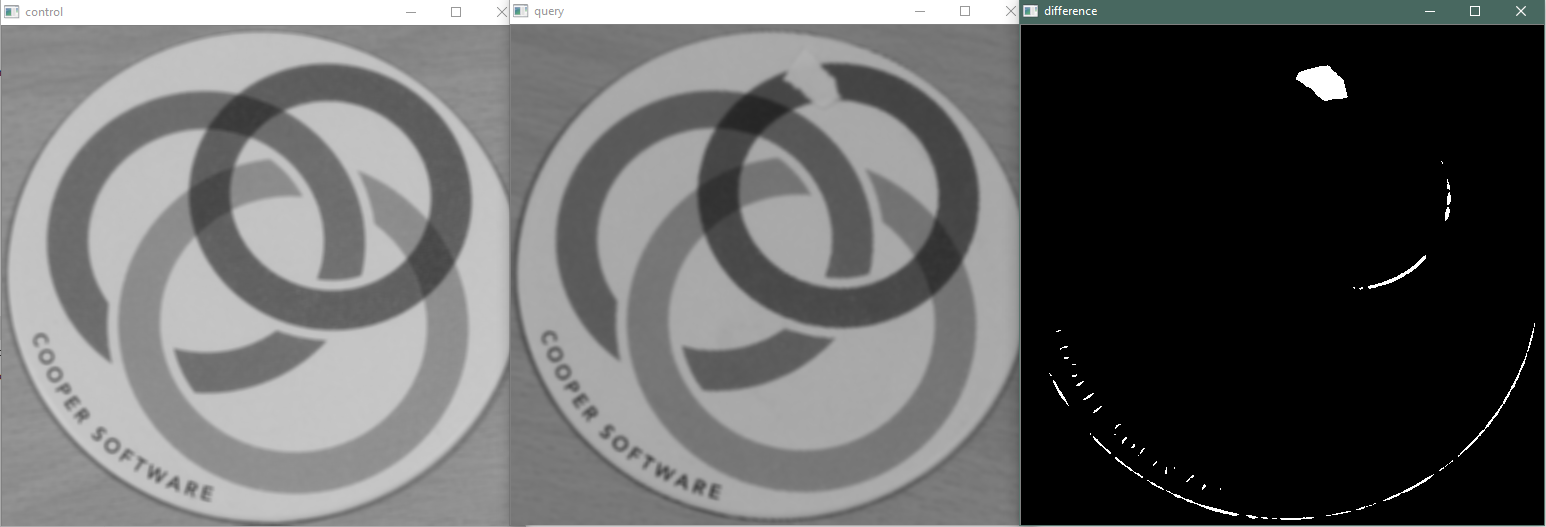 control
query
difference
COOPER SOFTWARE
COOPER SOFTWARE